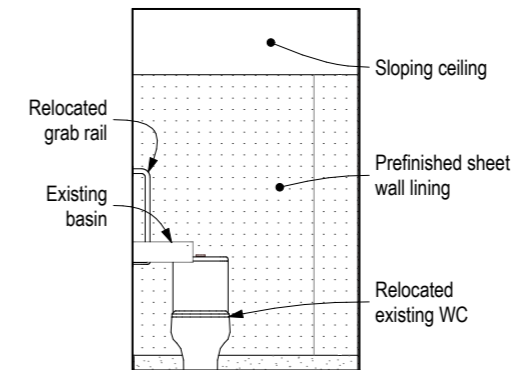 Sloping ceiling
Relocated
grab rail
Prefinished sheet
wall lining
Existing
basin
Relocated
existing WC